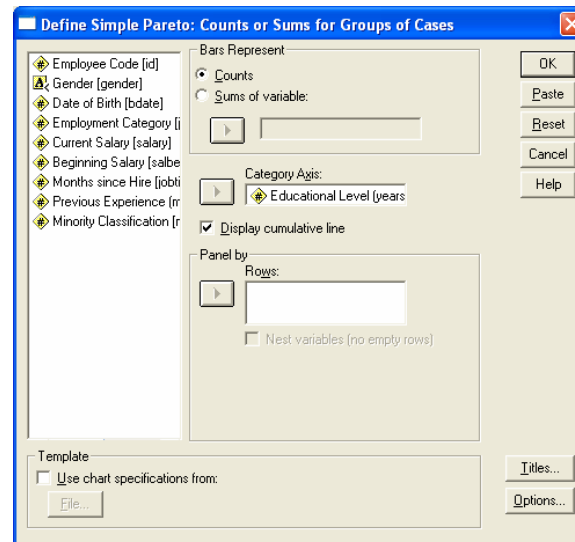 Define Simple Pareto: Counts or Sums for Groups of Cases
Employee Code [id]
Gender [gender]
Date of Birth [bdate]
Employment Category [j
Current Salary [salary]
Beginning Salary [salbe
Months since Hire [jobti
Previous Experience (m
Minority Classification [m
Bars Represent
Counts
Sums of variable:
Category Axis:
Educational Level (years
Display cumulative line
Panel by
Rows:
Nest variables (no empty rows)
OK
Paste
Reset
Cancel
Help
Template
Use chart specifications from:
File...
Titles...
Options...